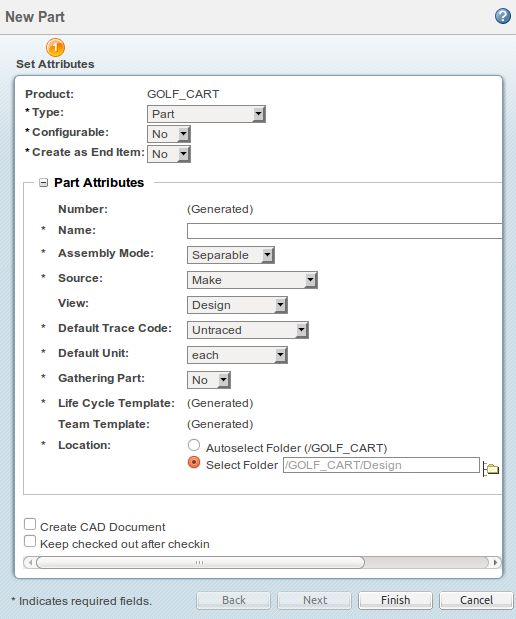 New Part
?
1
Set Attributes
Product: GOLF_CART
* Type: Part
* Configurable: No
* Create as End Item: No
Part Attributes
Number: (Generated)
* Name:
* Assembly Mode: Separable
* Source: Make
View: Design
* Default Trace Code: Untraced
* Default Unit: each
* Gathering Part: No
* Life Cycle Template: (Generated)
Team Template: (Generated)
* Location: Autoselect Folder (/GOLF_CART)
Select Folder /GOLF_CART/Design
Create CAD Document
Keep checked out after checkin
* Indicates required fields. Back Next Finish Cancel